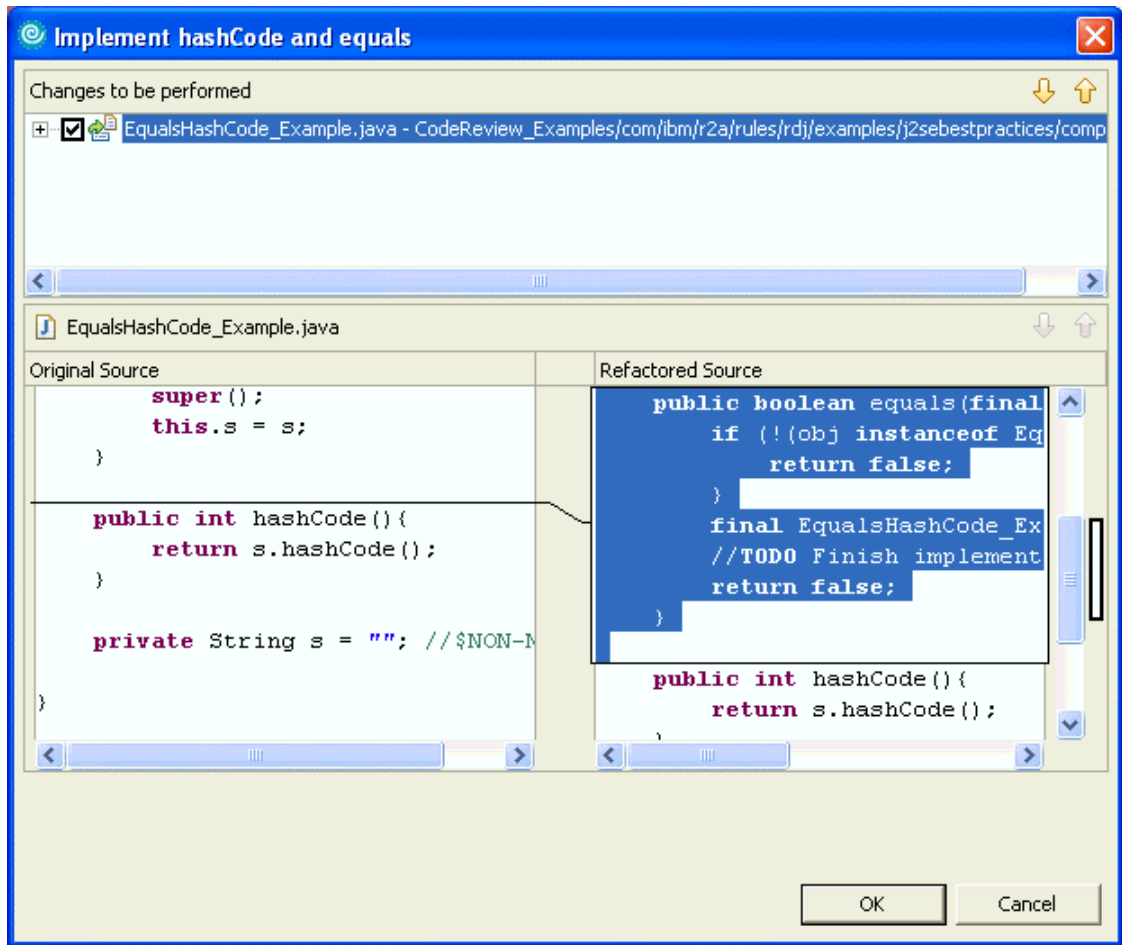 Implement hashCode and equals
Changes to be performed
EqualsHashCode_Example.java - CodeReview_Examples/com/ibm/r2a/rules/rdj/examples/j2sebestpractices/comp
EqualsHashCode_Example.java
Original Source
super();
this.s = s;
}
public int hashCode(){
return s.hashCode();
}
private String s = ""; //$NON-N
}
Refactored Source
public boolean equals(final
if (!(obj instanceof Eq
return false;
}
final EqualsHashCode_Ex
//TODO Finish implement
return false;
}
public int hashCode(){
return s.hashCode();
OK
Cancel